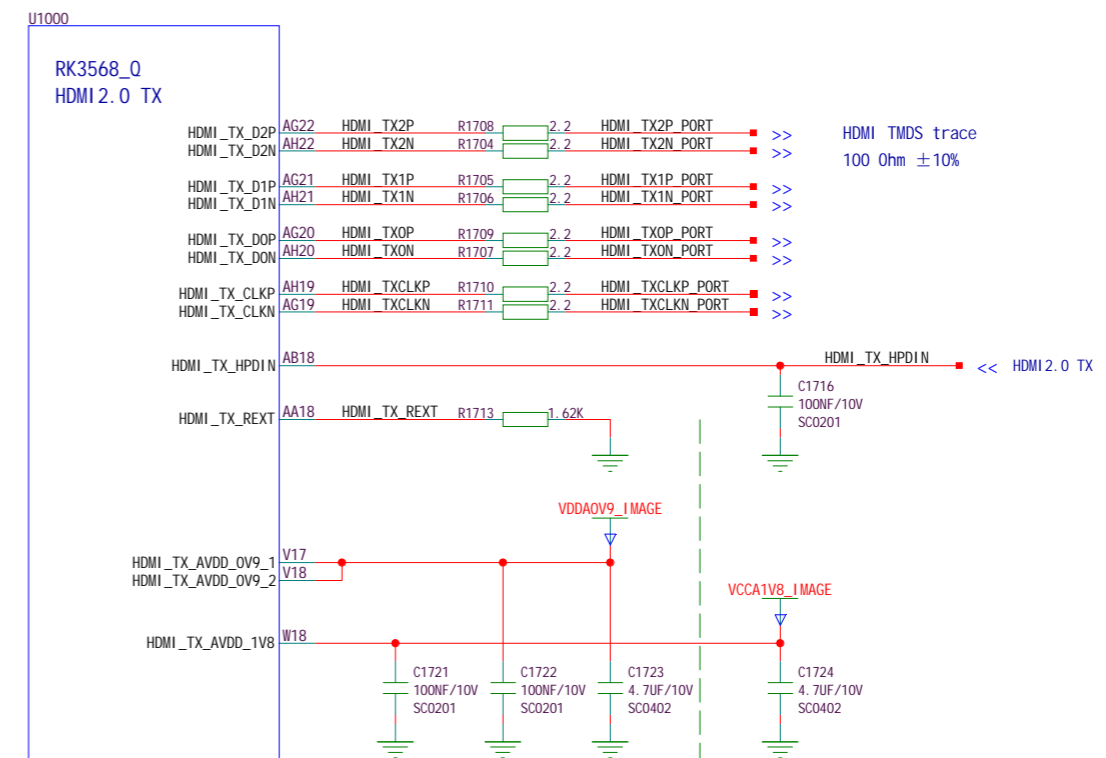 U1000
RK3568_Q
HDMI2.0 TX
HDMI_TX_D2P AG22 HDMI_TX2P R1708 2.2 HDMI_TX2P_PORT >> HDMI TMDS trace
HDMI_TX_D2N AH22 HDMI_TX2N R1704 2.2 HDMI_TX2N_PORT >> 100 Ohm ±10%
HDMI_TX_D1P AG21 HDMI_TX1P R1705 2.2 HDMI_TX1P_PORT >>
HDMI_TX_D1N AH21 HDMI_TX1N R1706 2.2 HDMI_TX1N_PORT >>
HDMI_TX_D0P AG20 HDMI_TX0P R1709 2.2 HDMI_TX0P_PORT >>
HDMI_TX_D0N AH20 HDMI_TX0N R1707 2.2 HDMI_TX0N_PORT >>
HDMI_TX_CLKP AH19 HDMI_TXCLKP R1710 2.2 HDMI_TXCLKP_PORT >>
HDMI_TX_CLKN AG19 HDMI_TXCLKN R1711 2.2 HDMI_TXCLKN_PORT >>
HDMI_TX_HPDIN AB18 HDMI_TX_HPDIN << HDMI2.0 TX
C1716
100NF/10V
SC0201
HDMI_TX_REXT AA18 HDMI_TX_REXT R1713 1.62K
VDDA0V9_IMAGE
HDMI_TX_AVDD_0V9_1 V17
HDMI_TX_AVDD_0V9_2 V18
VCCA1V8_IMAGE
HDMI_TX_AVDD_1V8 W18
C1721 C1722 C1723 C1724
100NF/10V 100NF/10V 4.7UF/10V 4.7UF/10V
SC0201 SC0201 SC0402 SC0402